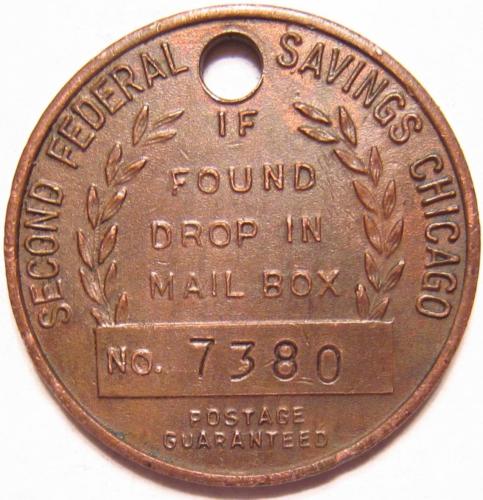 SECOND FEDERAL SAVINGS CHICAGO
IF
FOUND
DROP IN
MAIL BOX
No. 7380
POSTAGE
GUARANTEED